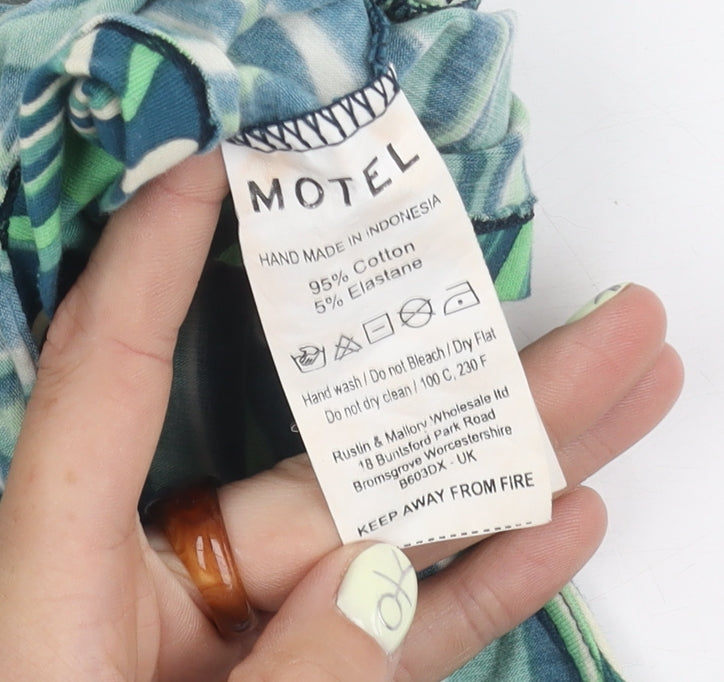 MOTEL
HAND MADE IN INDONESIA
95% Cotton
5% Elastane
Hand wash / Do not Bleach / Dry Flat
Do not dry clean / 100 C, 230 F
Rustin & Mallory Wholesale ltd
18 Buntsford Park Road
Bromsgrove Worcestershire
B603DX - UK
KEEP AWAY FROM FIRE